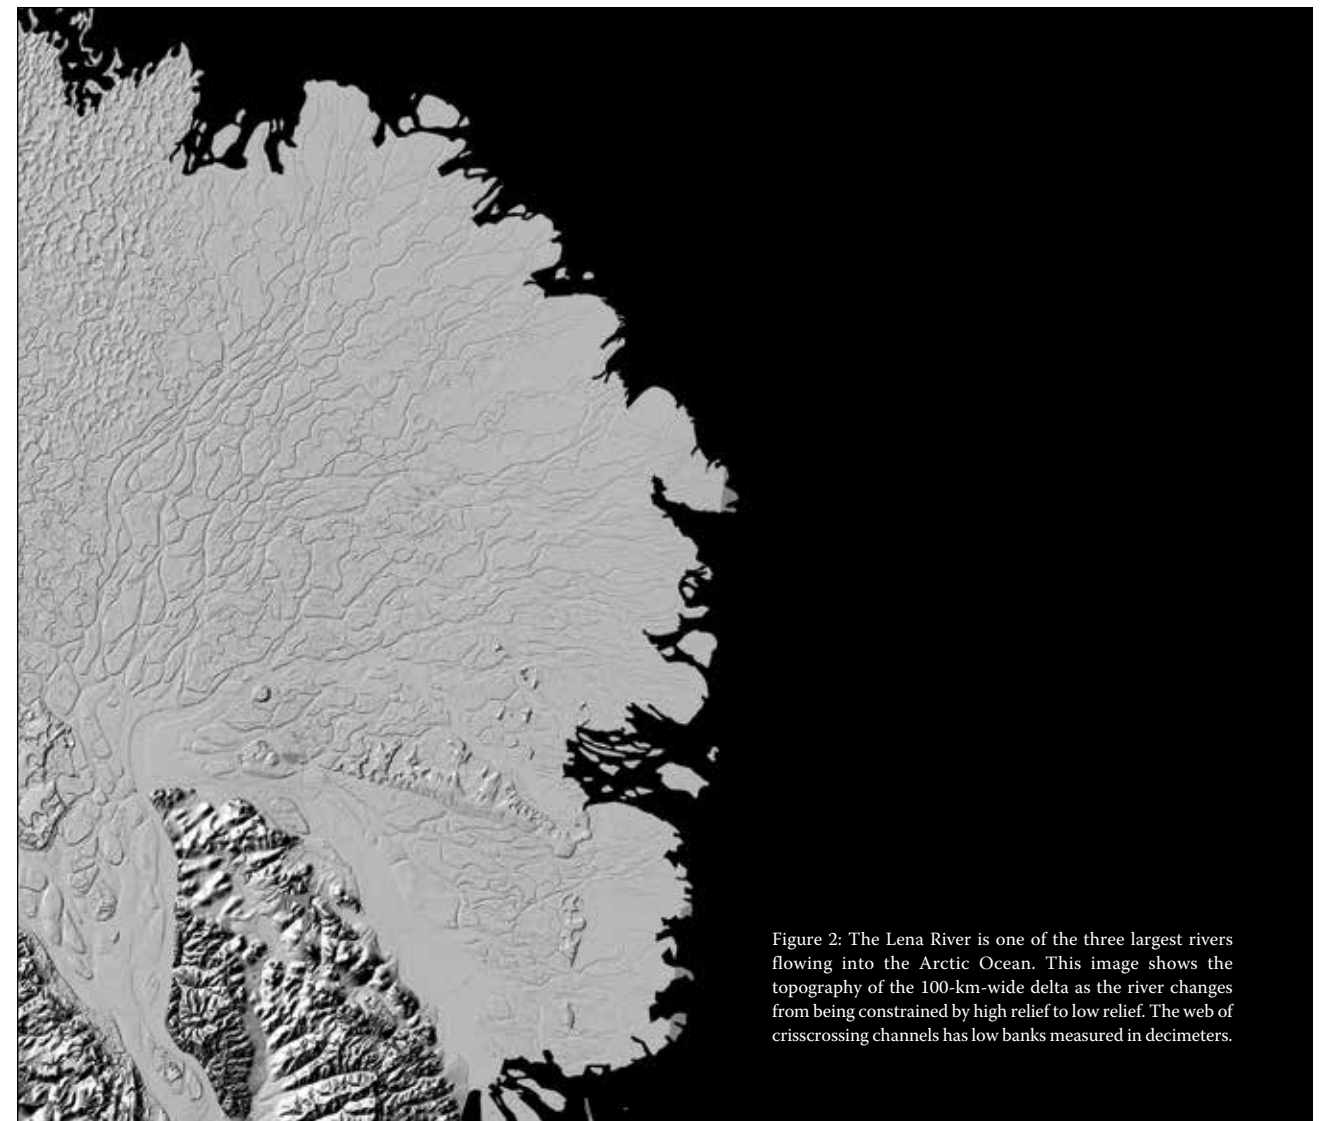 Figure 2: The Lena River is one of the three largest rivers
flowing into the Arctic Ocean. This image shows the
topography of the 100-km-wide delta as the river changes
from being constrained by high relief to low relief. The web of
crisscrossing channels has low banks measured in decimeters.